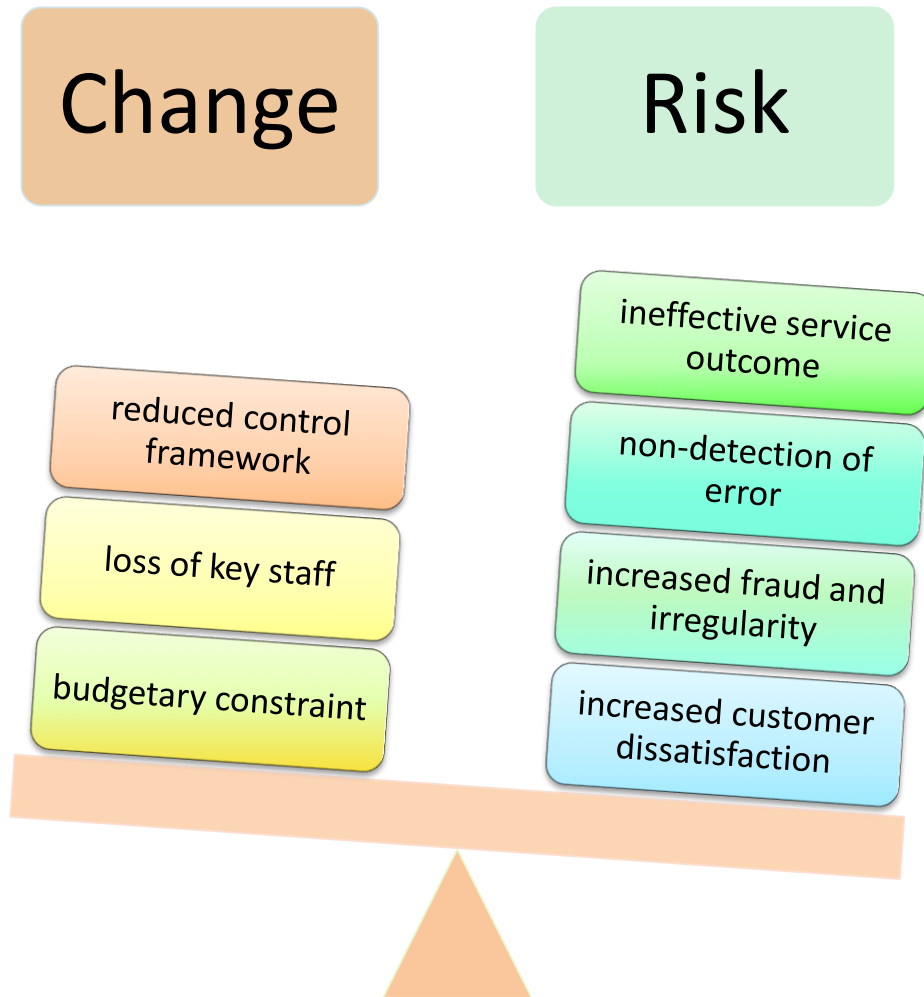 Change
Risk
reduced control
framework
loss of key staff
budgetary constraint
ineffective service
outcome
non-detection of
error
increased fraud and
irregularity
increased customer
dissatisfaction